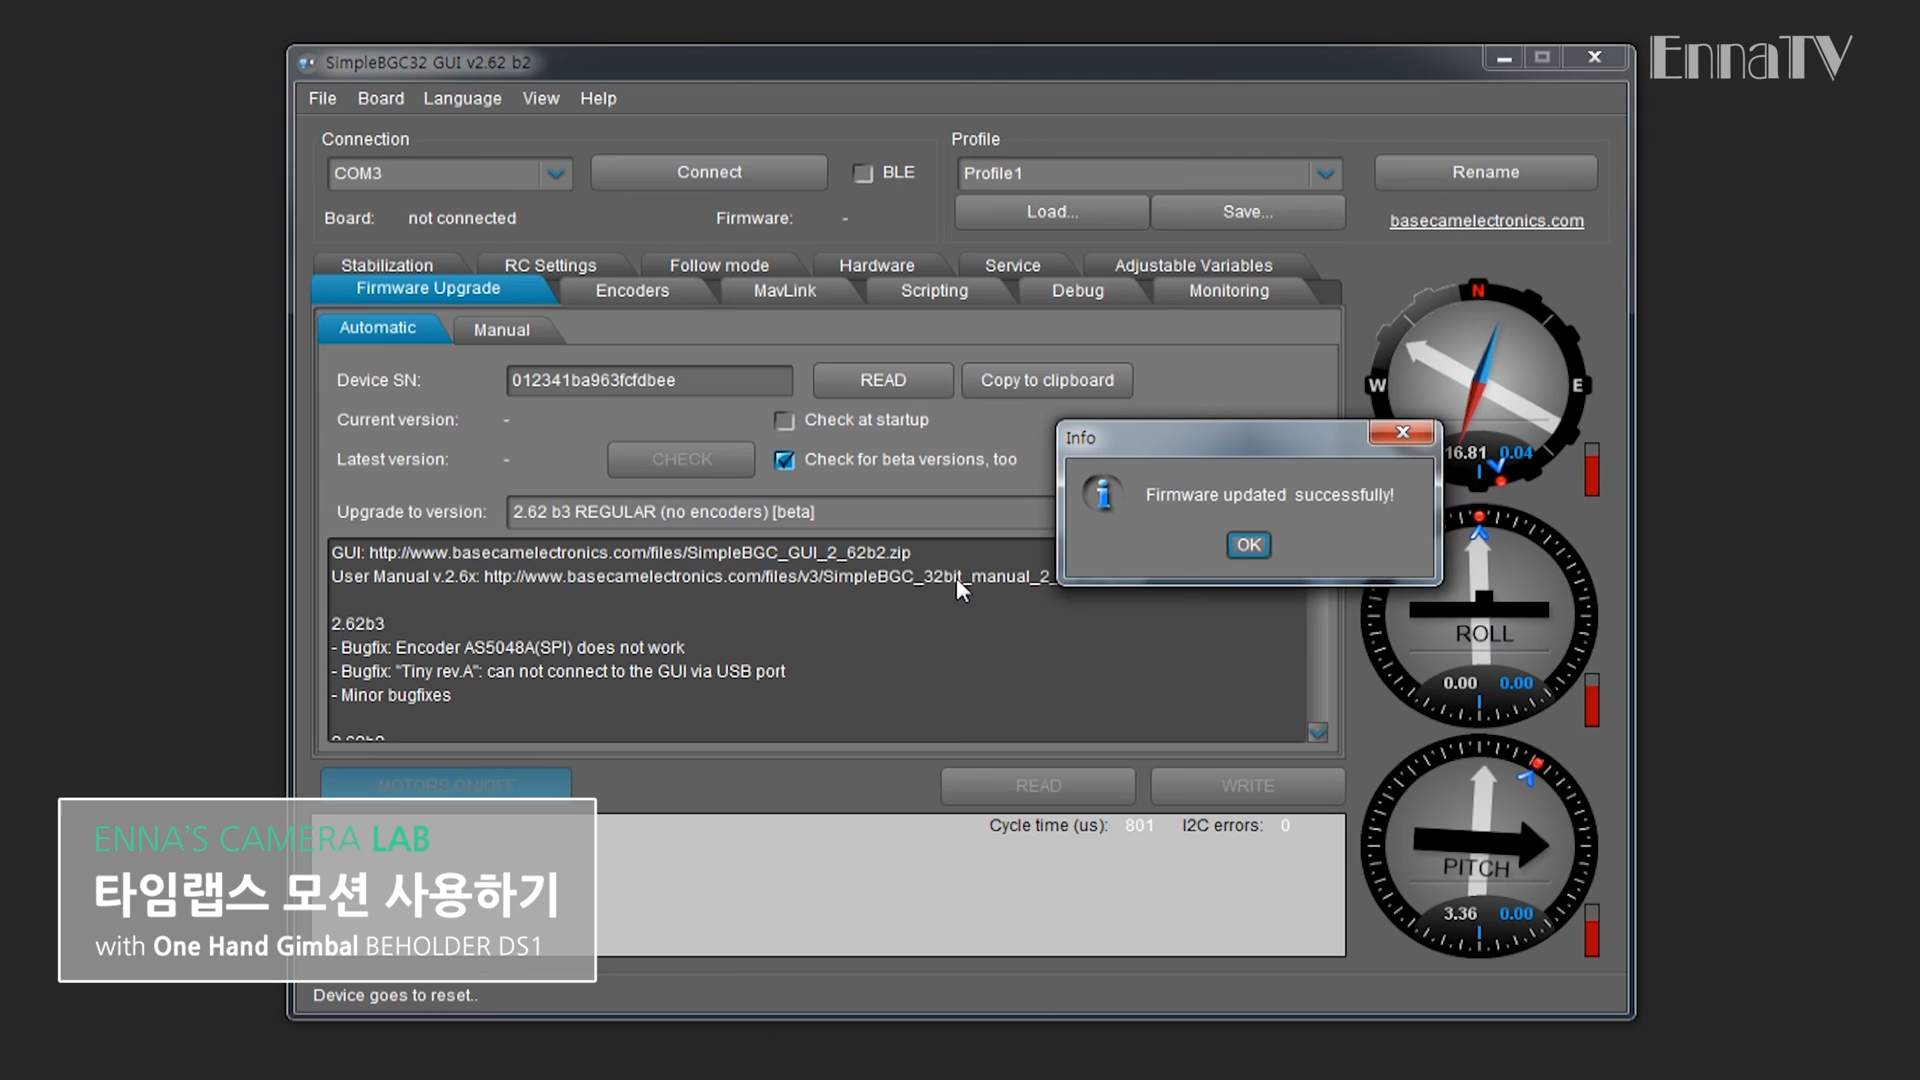 EnnaTV
SimpleBGC32 GUI v2.62 b2
File Board Language View Help
Connection
COM3
Connect
BLE
Board: not connected
Firmware: -
Profile
Profile1
Rename
Load...
Save...
basecamelectronics.com
Stabilization RC Settings Follow mode Hardware Service Adjustable Variables
Firmware Upgrade Encoders MavLink Scripting Debug Monitoring
Automatic Manual
Device SN: 012341ba963fcfdbee READ Copy to clipboard
Current version: - Check at startup
Latest version: - CHECK Check for beta versions, too
Upgrade to version: 2.62 b3 REGULAR (no encoders) [beta]
GUI: http://www.basecamelectronics.com/files/SimpleBGC_GUI_2_62b2.zip
User Manual v.2.6x: http://www.basecamelectronics.com/files/v3/SimpleBGC_32bit_manual_2_
2.62b3
- Bugfix: Encoder AS5048A(SPI) does not work
- Bugfix: "Tiny rev.A": can not connect to the GUI via USB port
- Minor bugfixes
Info
Firmware updated successfully!
OK
N
W E
16.81 0.04
ROLL
0.00 0.00
PITCH
3.36 0.00
MOTORS ON/OFF READ WRITE
Cycle time (us): 801 I2C errors: 0
ENNA'S CAMERA LAB
타임랩스 모션 사용하기
with One Hand Gimbal BEHOLDER DS1
Device goes to reset..